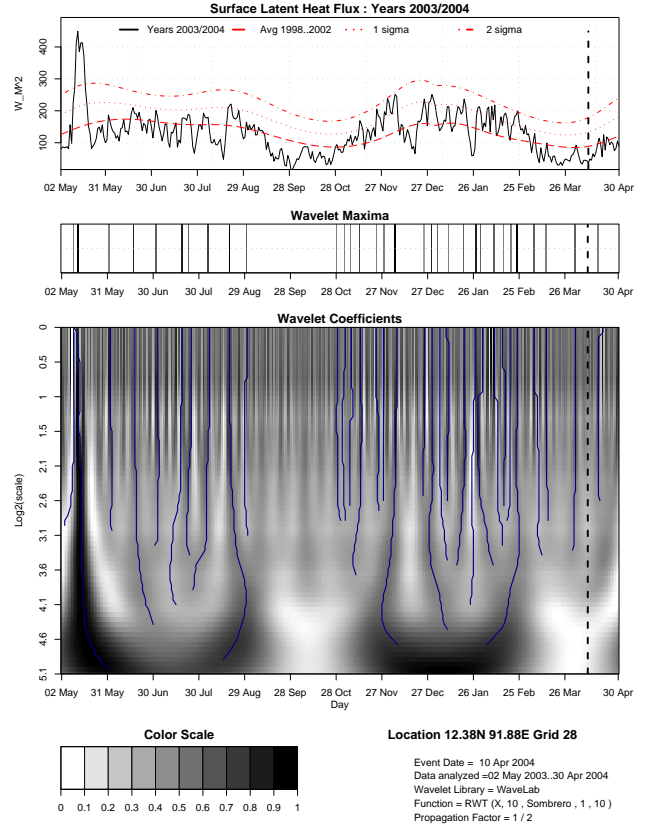 Surface Latent Heat Flux : Years 2003/2004
Years 2003/2004 Avg 1998..2002 1 sigma 2 sigma
W_M^2
400
300
200
100
02 May 31 May 30 Jun 30 Jul 29 Aug 28 Sep 28 Oct 27 Nov 27 Dec 26 Jan 25 Feb 26 Mar 30 Apr
Wavelet Maxima
02 May 31 May 30 Jun 30 Jul 29 Aug 28 Sep 28 Oct 27 Nov 27 Dec 26 Jan 25 Feb 26 Mar 30 Apr
Wavelet Coefficients
Log2(scale)
0
0.5
1
1.5
2.1
2.6
3.1
3.6
4.1
4.6
5.1
02 May 31 May 30 Jun 30 Jul 29 Aug 28 Sep 28 Oct 27 Nov 27 Dec 26 Jan 25 Feb 26 Mar 30 Apr
Day
Color Scale
0 0.1 0.2 0.3 0.4 0.5 0.6 0.7 0.8 0.9 1
Location 12.38N 91.88E Grid 28
Event Date = 10 Apr 2004
Data analyzed =02 May 2003..30 Apr 2004
Wavelet Library = WaveLab
Function = RWT (X, 10 , Sombrero , 1 , 10 )
Propagation Factor = 1 / 2